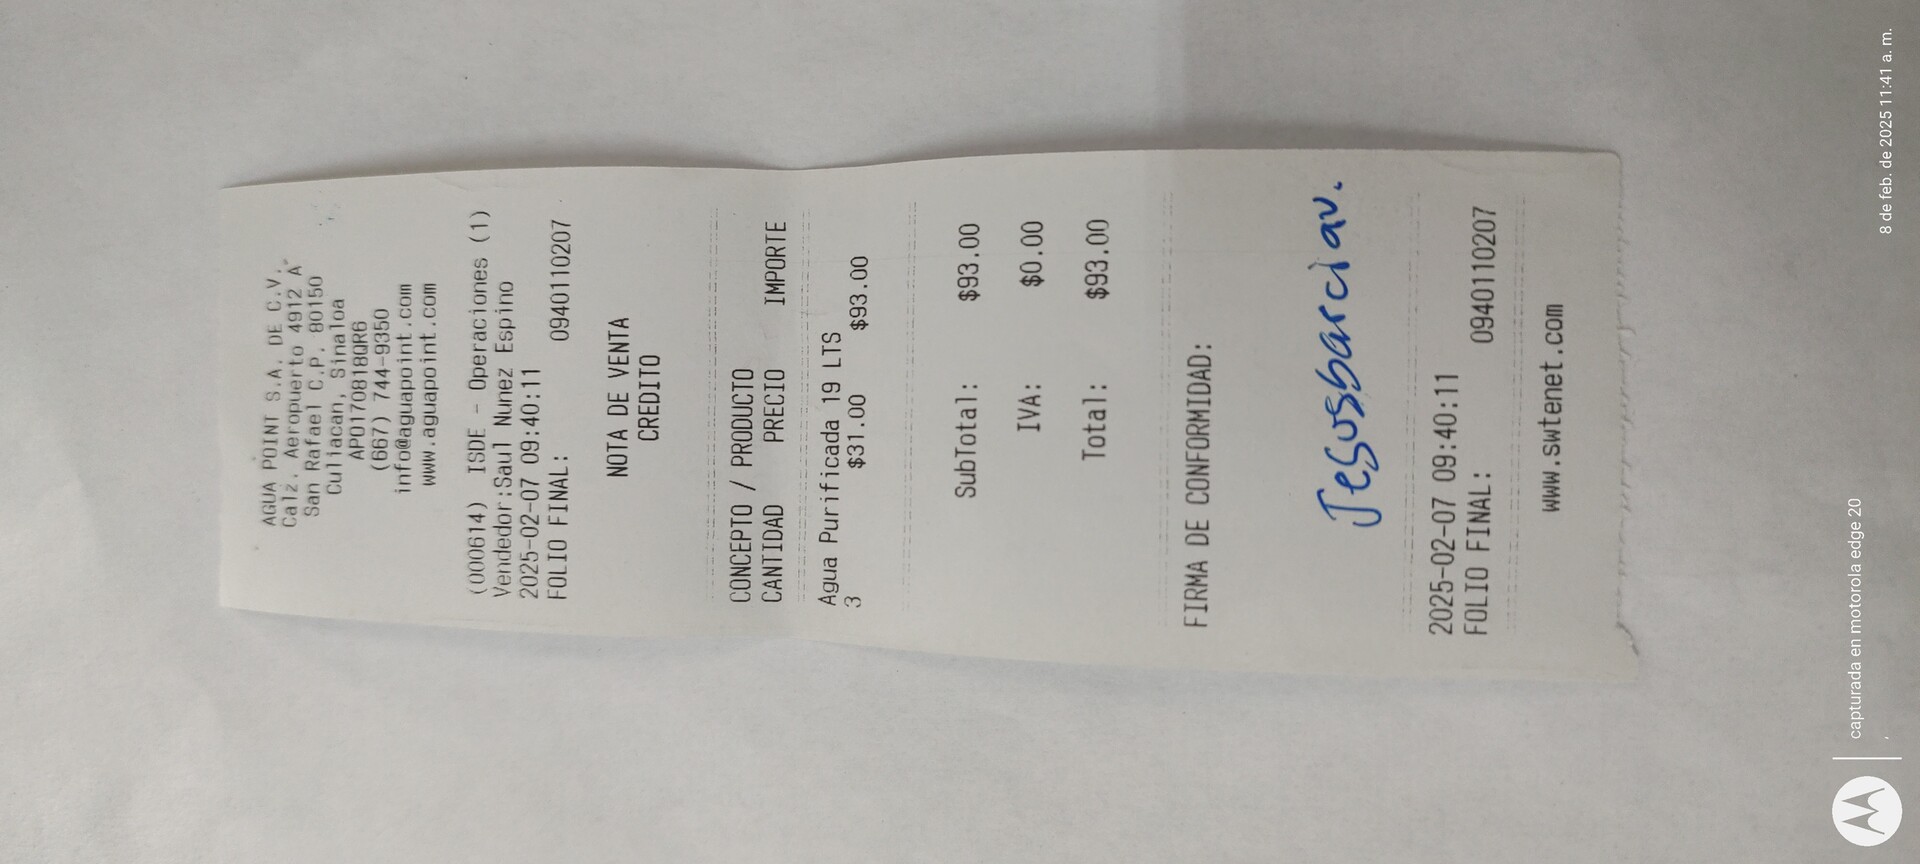 AGUA POINT S.A. DE C.V.
Calz. Aeropuerto 4912 A
San Rafael C.P. 80150
Culiacan, Sinaloa
APO170818QR6
(667) 744-9350
info@aguapoint.com
www.aguapoint.com
(000614) ISDE - Operaciones (1)
Vendedor:Saul Nunez Espino
2025-02-07 09:40:11
FOLIO FINAL: 0940110207
NOTA DE VENTA
CREDITO
CONCEPTO / PRODUCTO
CANTIDAD PRECIO IMPORTE
Agua Purificada 19 LTS
3 $31.00 $93.00
SubTotal: $93.00
IVA: $0.00
Total: $93.00
FIRMA DE CONFORMIDAD:
2025-02-07 09:40:11
FOLIO FINAL: 0940110207
www.swtenet.com
capturada en motorola edge 20
8 de feb. de 2025 11:41 a. m.